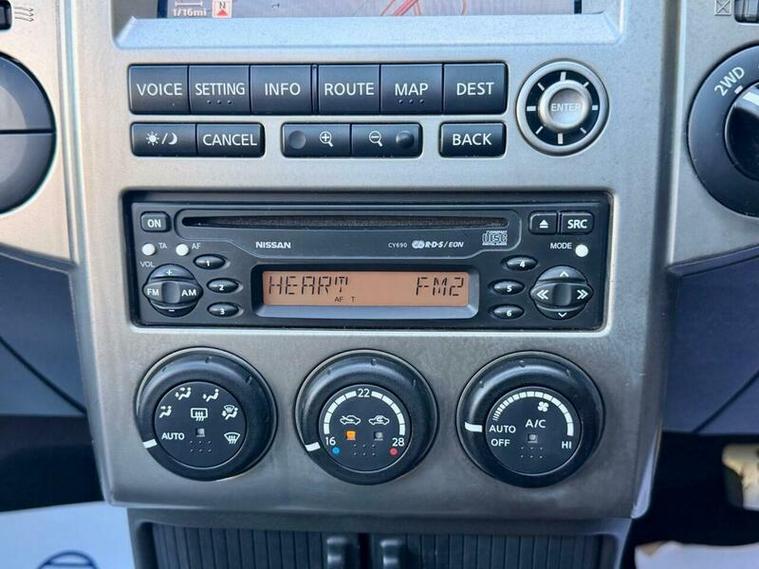 1/16mi N
VOICE SETTING INFO ROUTE MAP DEST
ENTER
2WD
CANCEL
BACK
ON
SRC
TA AF
NISSAN CY690 R·D·S/EON
MODE
VOL
1 4
FM AM
2 5
3 6
HEART FM2
AF T
22
AUTO
16 28
AUTO A/C
OFF HI